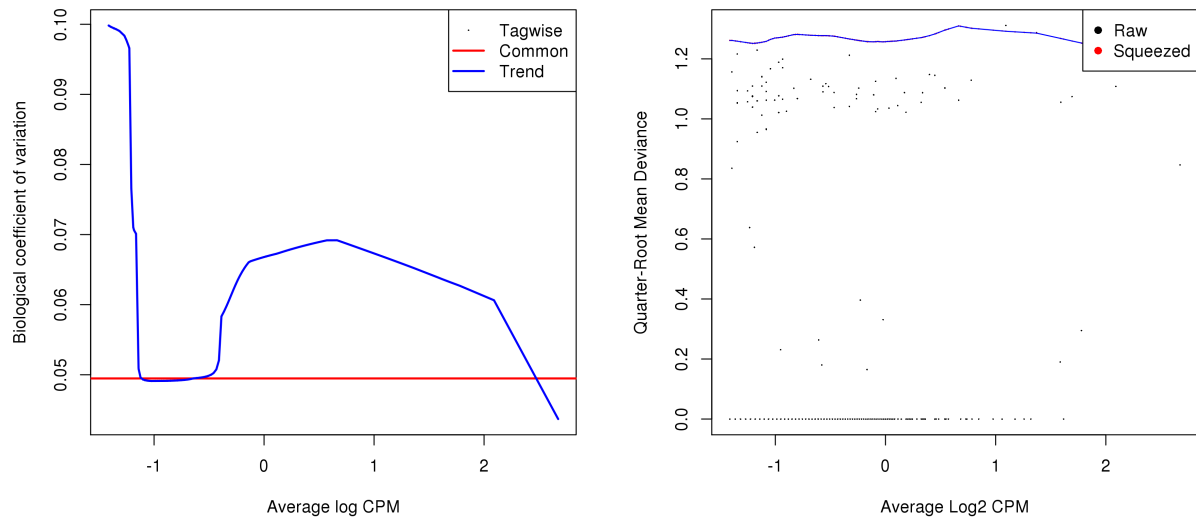 Biological coefficient of variation
0.05 0.06 0.07 0.08 0.09 0.10
-1 0 1 2
Average log CPM
Tagwise
Common
Trend
Quarter-Root Mean Deviance
0.0 0.2 0.4 0.6 0.8 1.0 1.2
-1 0 1 2
Average Log2 CPM
Raw
Squeezed